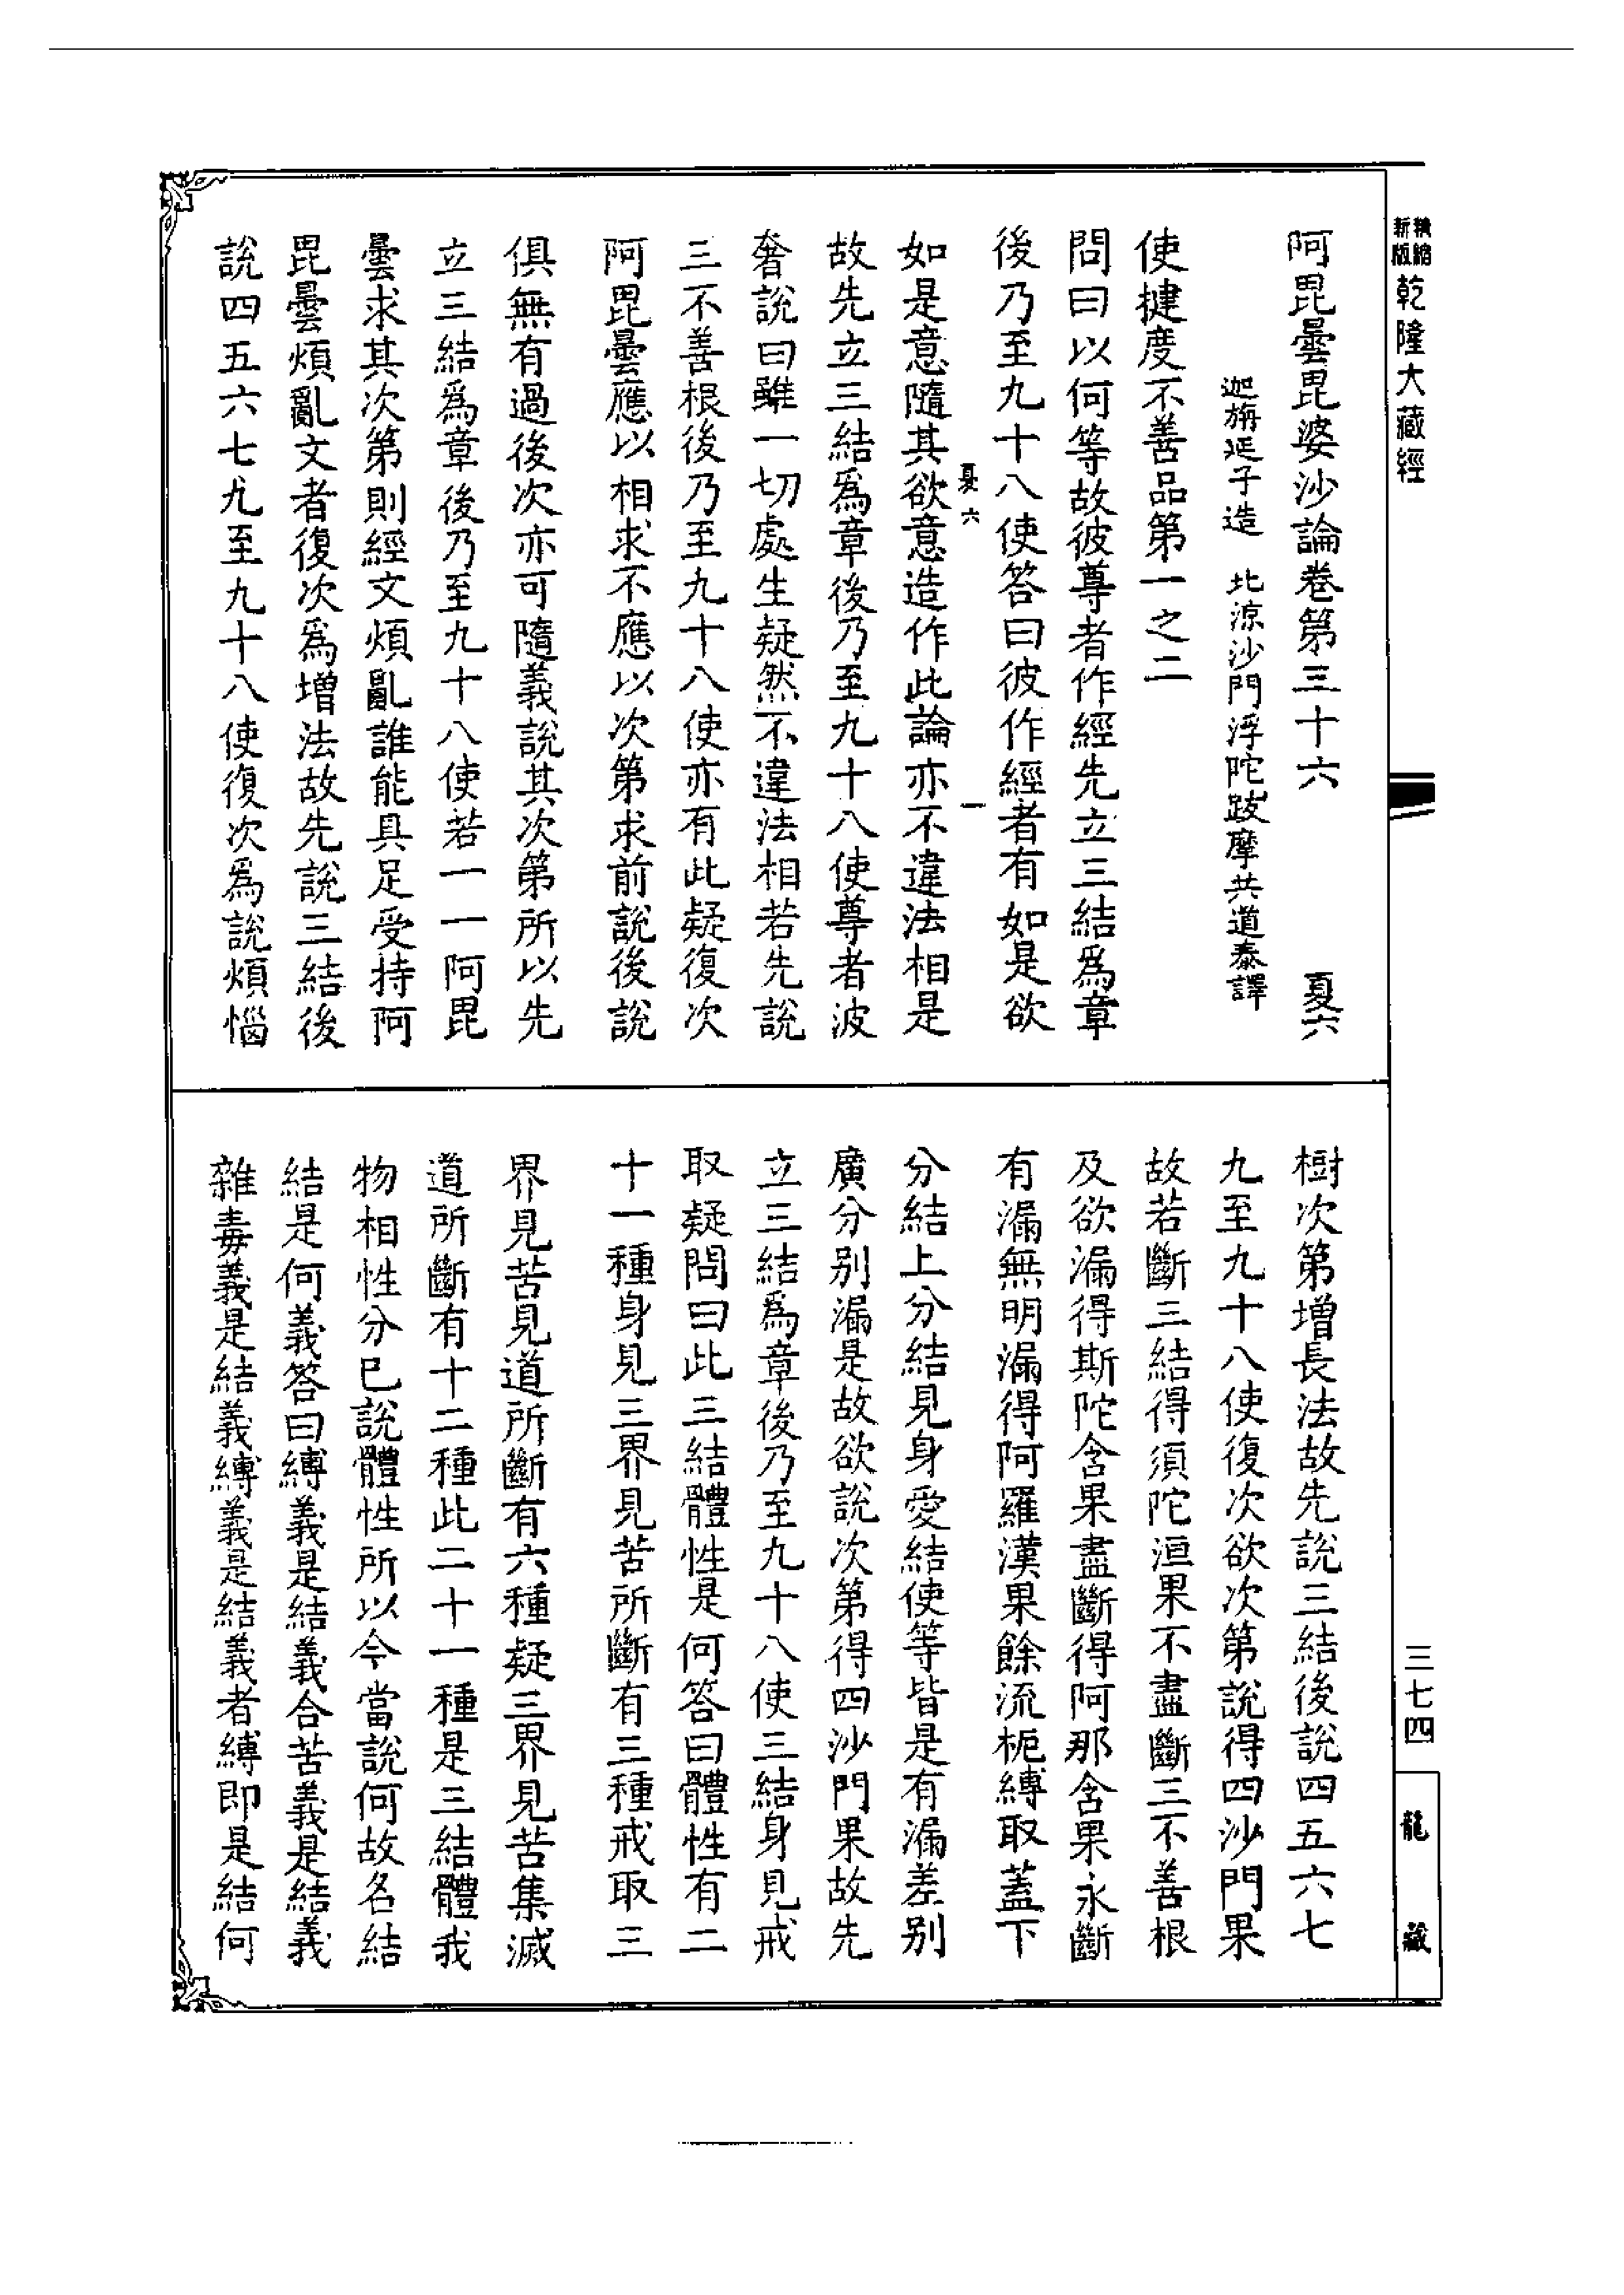 新版精縮乾隆大藏經
三七四
龍藏
阿毘曇毘婆沙論卷第三十六 夏六
迦旃延子造 北涼沙門浮陀跋摩共道泰譯
使揵度不善品第一之二
問曰以何等故彼尊者作經先立三結爲章
後乃至九十八使答曰彼作經者有如是欲
夏六 一
如是意隨其欲意造作此論亦不違法相是
故先立三結爲章後乃至九十八使尊者波
奢說曰雖一切處生疑然不違法相若先說
三不善根後乃至九十八使亦有此疑復次
阿毘曇應以相求不應以次第求前說後說
俱無有過後次亦可隨義說其次第所以先
立三結爲章後乃至九十八使若一一阿毘
曇求其次第則經文煩亂誰能具足受持阿
毘曇煩亂文者復次爲增法故先說三結後
說四五六七九至九十八使復次爲說煩惱
樹次第增長法故先說三結後說四五六七
九至九十八使復次欲次第說得四沙門果
故若斷三結得須陀洹果不盡斷三不善根
及欲漏得斯陀含果盡斷得阿那含果永斷
有漏無明漏得阿羅漢果餘流枙縛取蓋下
分結上分結見身愛結使等皆是有漏差別
廣分別漏是故欲說次第得四沙門果故先
立三結爲章後乃至九十八使三結身見戒
取疑問曰此三結體性是何答曰體性有二
十一種身見三界見苦所斷有三種戒取三
界見苦見道所斷有六種疑三界見苦集滅
道所斷有十二種此二十一種是三結體我
物相性分已說體性所以今當說何故名結
結是何義答曰縛義是結義合苦義是結義
雜毒義是結義縛義是結義者縛即是結何